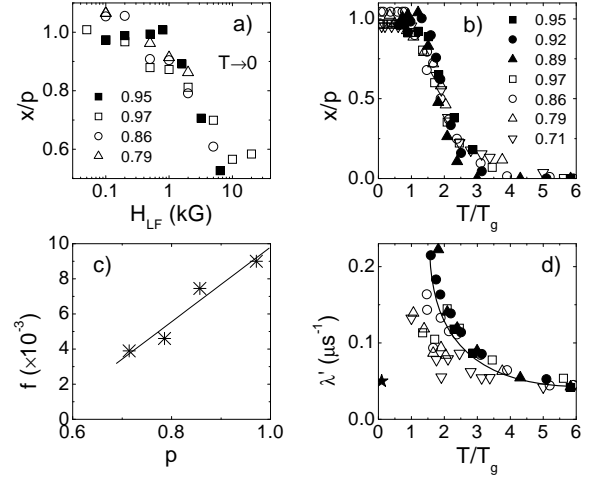 a)
T→0
x/p
1.0
0.8
0.6
0.95
0.97
0.86
0.79
0.1
1
10
H_LF (kG)
b)
x/p
1.0
0.5
0.0
0.95
0.92
0.89
0.97
0.86
0.79
0.71
0 1 2 3 4 5 6
T/T_g
c)
f (×10⁻³)
10
8
6
4
2
0
0.6 0.8 1.0
p
d)
λ' (μs⁻¹)
0.2
0.1
0.0
0 1 2 3 4 5 6
T/T_g